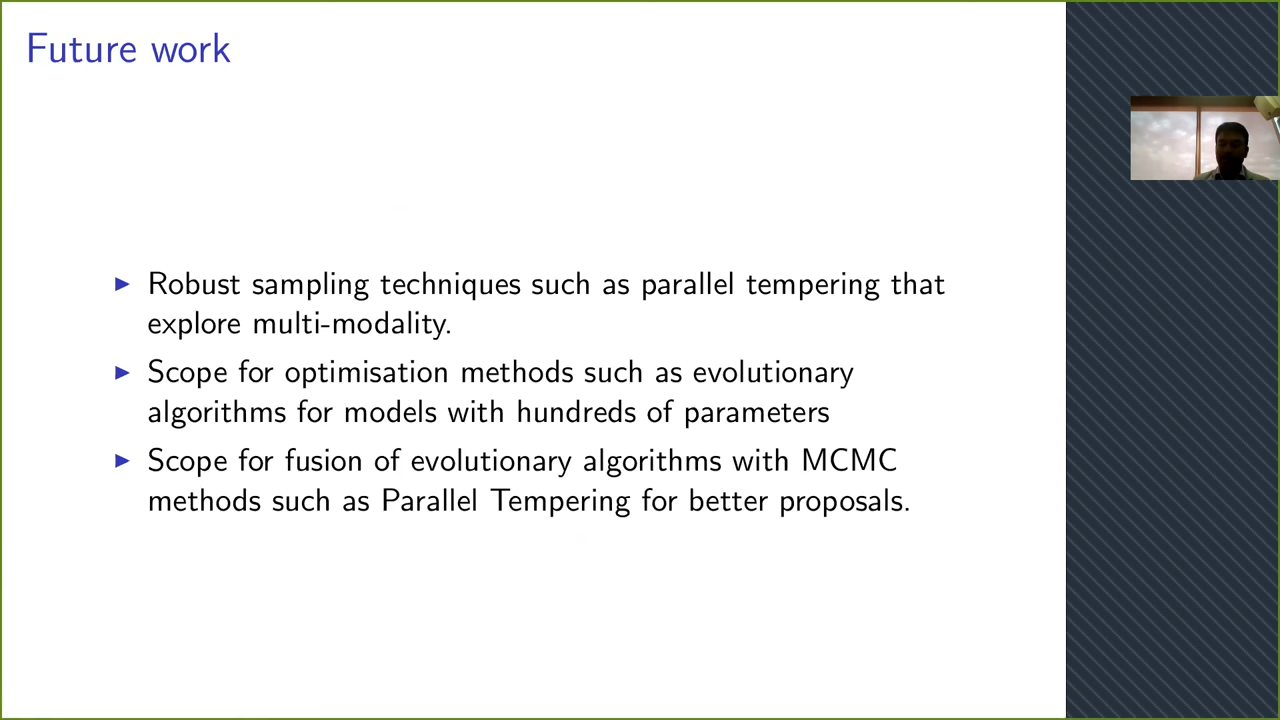 Future work
▶ Robust sampling techniques such as parallel tempering that
explore multi-modality.
▶ Scope for optimisation methods such as evolutionary
algorithms for models with hundreds of parameters
▶ Scope for fusion of evolutionary algorithms with MCMC
methods such as Parallel Tempering for better proposals.